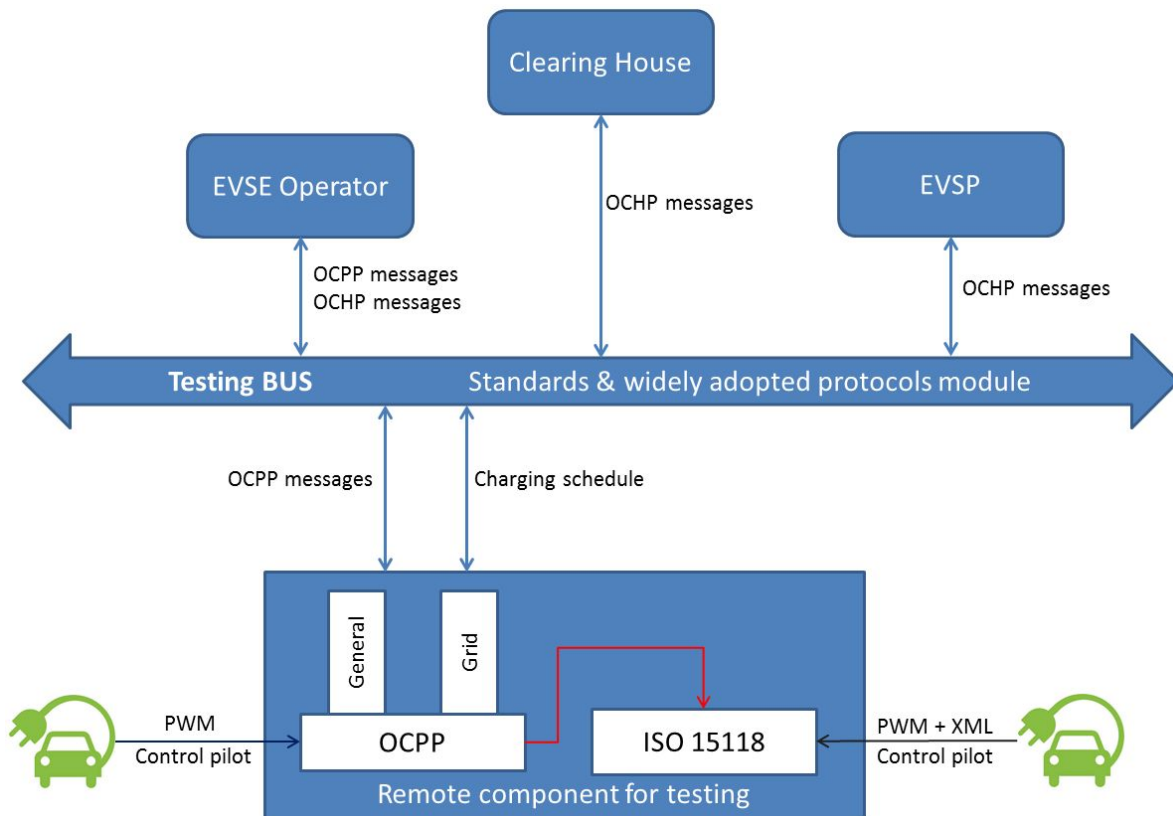 Clearing House
EVSE Operator
EVSP
OCHP messages
OCPP messages
OCHP messages
OCHP messages
Testing BUS
Standards & widely adopted protocols module
OCPP messages
Charging schedule
General
Grid
PWM
Control pilot
OCPP
ISO 15118
PWM + XML
Control pilot
Remote component for testing